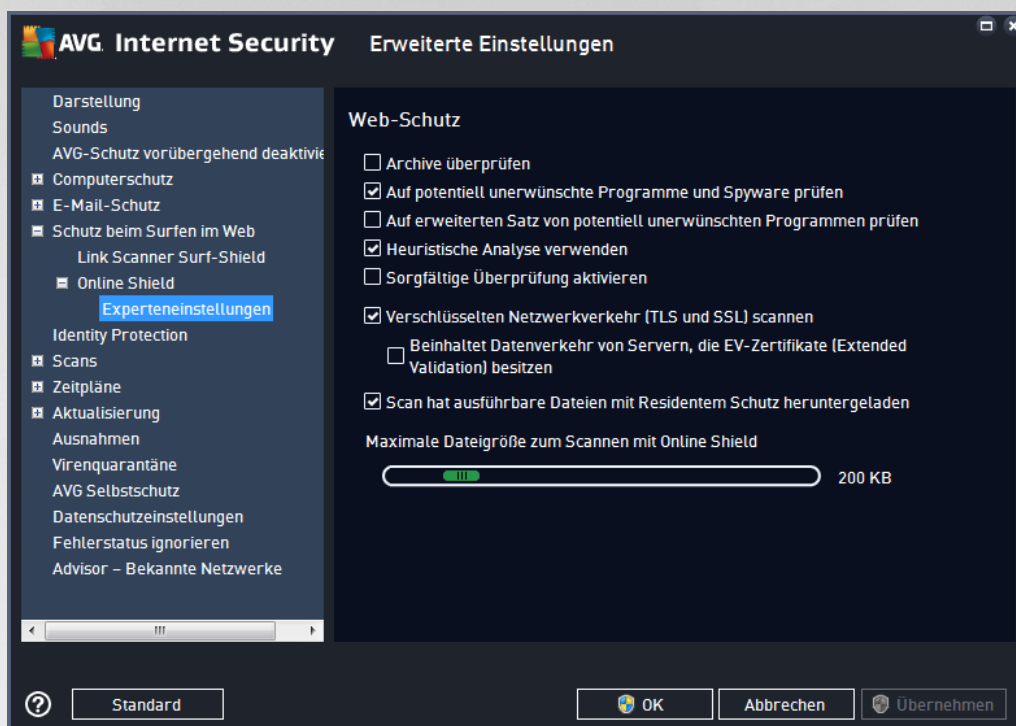 AVG. Internet Security Erweiterte Einstellungen
Darstellung
Sounds
AVG-Schutz vorübergehend deaktivie
Computerschutz
E-Mail-Schutz
Schutz beim Surfen im Web
Link Scanner Surf-Shield
Online Shield
Experteneinstellungen
Identity Protection
Scans
Zeitpläne
Aktualisierung
Ausnahmen
Virenquarantäne
AVG Selbstschutz
Datenschutzeinstellungen
Fehlerstatus ignorieren
Advisor – Bekannte Netzwerke
Web-Schutz
Archive überprüfen
Auf potentiell unerwünschte Programme und Spyware prüfen
Auf erweiterten Satz von potentiell unerwünschten Programmen prüfen
Heuristische Analyse verwenden
Sorgfältige Überprüfung aktivieren
Verschlüsselten Netzwerkverkehr (TLS und SSL) scannen
Beinhaltet Datenverkehr von Servern, die EV-Zertifikate (Extended
Validation) besitzen
Scan hat ausführbare Dateien mit Residentem Schutz heruntergeladen
Maximale Dateigröße zum Scannen mit Online Shield
200 KB
Standard
OK
Abbrechen
Übernehmen